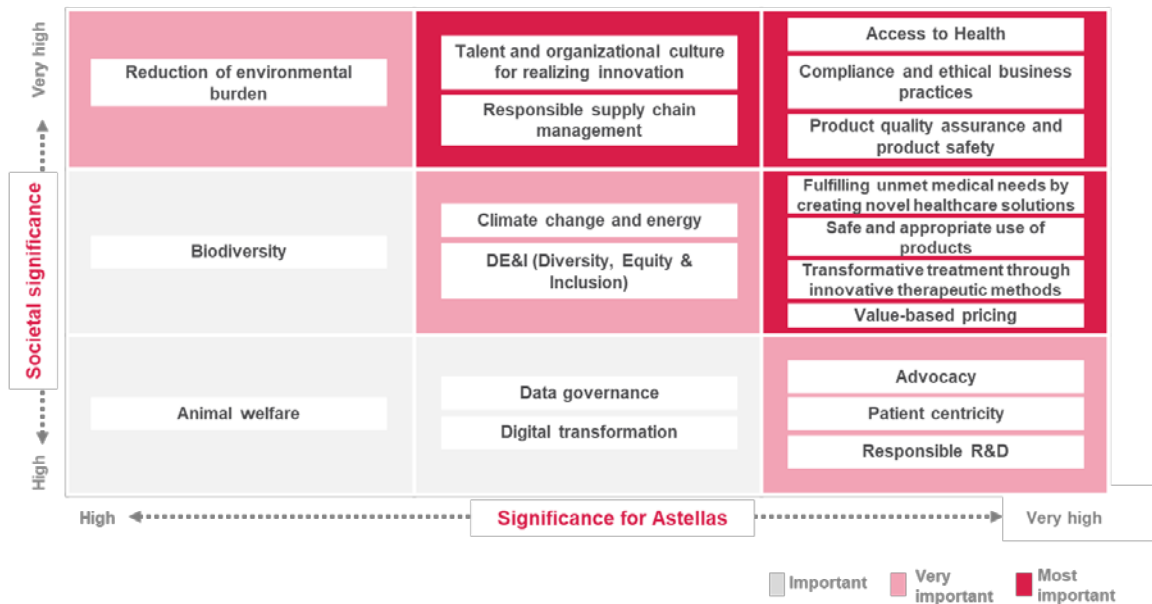 Very high
Societal significance
High
Reduction of environmental
burden
Talent and organizational culture
for realizing innovation
Responsible supply chain
management
Access to Health
Compliance and ethical business
practices
Product quality assurance and
product safety
Biodiversity
Climate change and energy
DE&I (Diversity, Equity &
Inclusion)
Fulfilling unmet medical needs by
creating novel healthcare solutions
Safe and appropriate use of
products
Transformative treatment through
innovative therapeutic methods
Value-based pricing
Animal welfare
Data governance
Digital transformation
Advocacy
Patient centricity
Responsible R&D
High
Significance for Astellas
Very high
Important
Very
important
Most
important